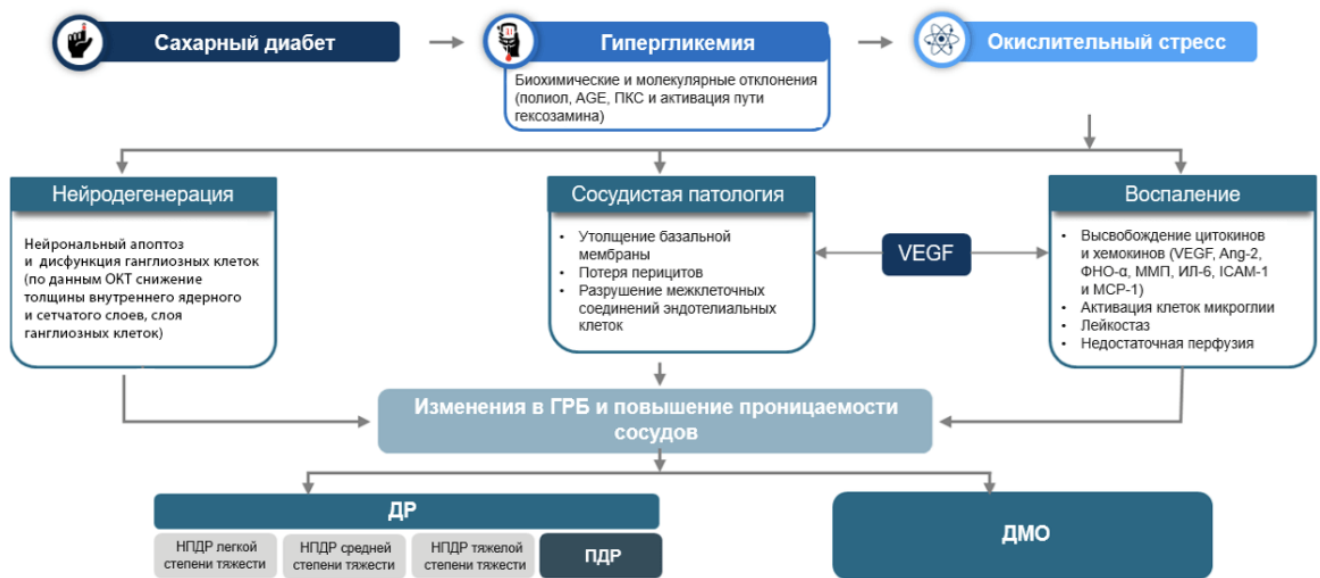 Сахарный диабет
Гипергликемия
Окислительный стресс
Биохимические и молекулярные отклонения
(полиол, AGE, ПКС и активация пути
гексозамина)
Нейродегенерация
Нейрональный апоптоз
и дисфункция ганглиозных клеток
(по данным ОКТ снижение
толщины внутреннего ядерного
и сетчатого слоев, слоя
ганглиозных клеток)
Сосудистая патология
• Утолщение базальной
мембраны
• Потеря перицитов
• Разрушение межклеточных
соединений эндотелиальных
клеток
VEGF
Воспаление
• Высвобождение цитокинов
и хемокинов (VEGF, Ang-2,
ФНО-α, ММП, ИЛ-6, ICAM-1
и MCP-1)
• Активация клеток микроглии
• Лейкостаз
• Недостаточная перфузия
Изменения в ГРБ и повышение проницаемости
сосудов
ДР
НПДР легкой
степени тяжести
НПДР средней
степени тяжести
НПДР тяжелой
степени тяжести
ПДР
ДМО